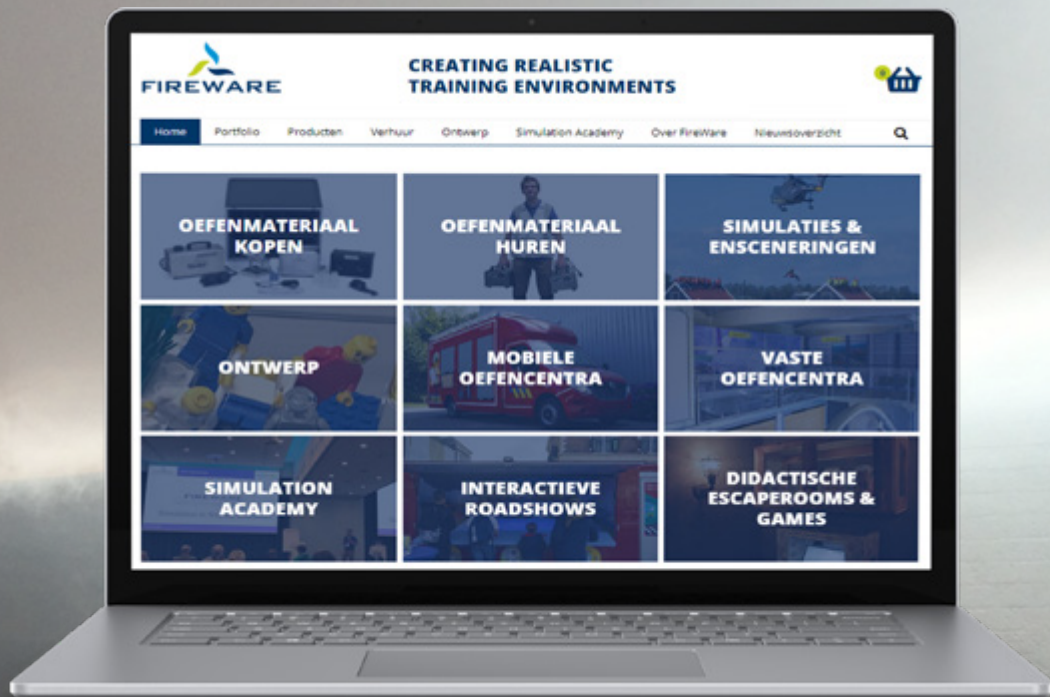 FIREWARE
CREATING REALISTIC
TRAINING ENVIRONMENTS
0
Home Portfolio Producten Verhuur Ontwerp Simulation Academy Over FireWare Nieuwsoverzicht
OEFENMATERIAAL
KOPEN
OEFENMATERIAAL
HUREN
SIMULATIES &
ENSCENERINGEN
ONTWERP
MOBIELE
OEFENCENTRA
VASTE
OEFENCENTRA
SIMULATION
ACADEMY
INTERACTIEVE
ROADSHOWS
DIDACTISCHE
ESCAPEROOMS &
GAMES